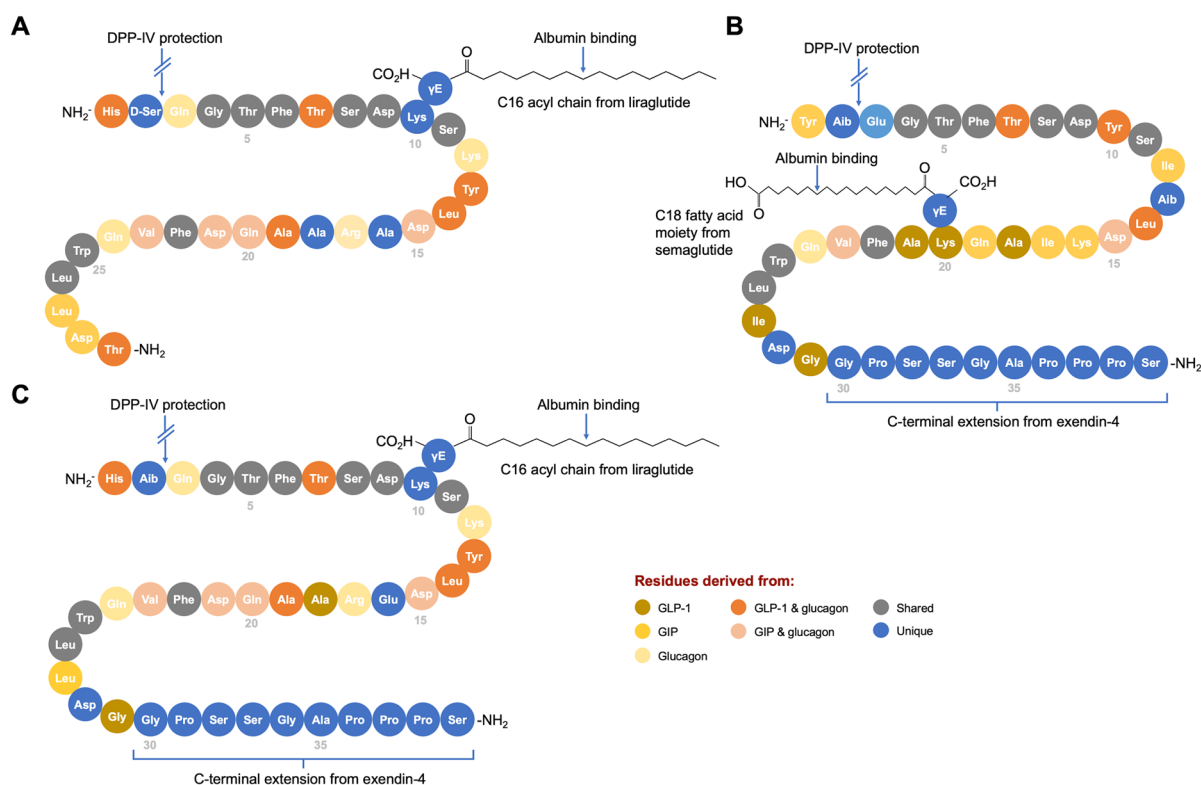 A
DPP-IV protection
Albumin binding
CO2H
O
γE
C16 acyl chain from liraglutide
NH2- His D-Ser Gln Gly Thr Phe Thr Ser Asp Lys
5
10
Ser
Lys
Tyr
Leu
Gln Val Phe Asp Gln Ala Ala Arg Ala Asp
20
15
Trp
25
Leu
Leu
Asp
Thr -NH2
B
DPP-IV protection
NH2- Tyr Aib Glu Gly Thr Phe Thr Ser Asp Tyr
5
10
Ser
Ile
Aib
Leu
Albumin binding
HO
O
O
CO2H
γE
C18 fatty acid
moiety from
semaglutide
Gln Val Phe Ala Lys Gln Ala Ile Lys Asp
20
15
Trp
Leu
Ile
Asp
Gly Gly Pro Ser Ser Gly Ala Pro Pro Pro Ser -NH2
30
35
C-terminal extension from exendin-4
C
DPP-IV protection
Albumin binding
CO2H
O
γE
C16 acyl chain from liraglutide
NH2- His Aib Gln Gly Thr Phe Thr Ser Asp Lys
5
10
Ser
Lys
Tyr
Leu
Gln Val Phe Asp Gln Ala Ala Arg Glu Asp
20
15
Trp
Leu
Leu
Asp
Gly Gly Pro Ser Ser Gly Ala Pro Pro Pro Ser -NH2
30
35
C-terminal extension from exendin-4
Residues derived from:
GLP-1
GLP-1 & glucagon
Shared
GIP
GIP & glucagon
Unique
Glucagon